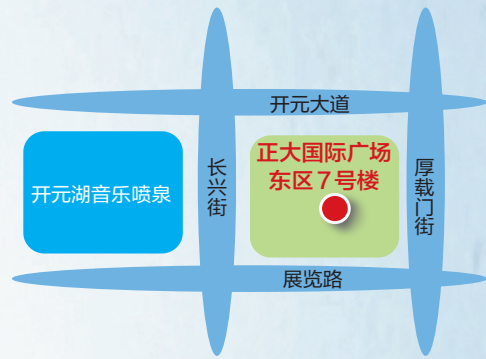 开元大道
正大国际广场
东区7号楼
开元湖音乐喷泉
长兴街
厚载门街
展览路